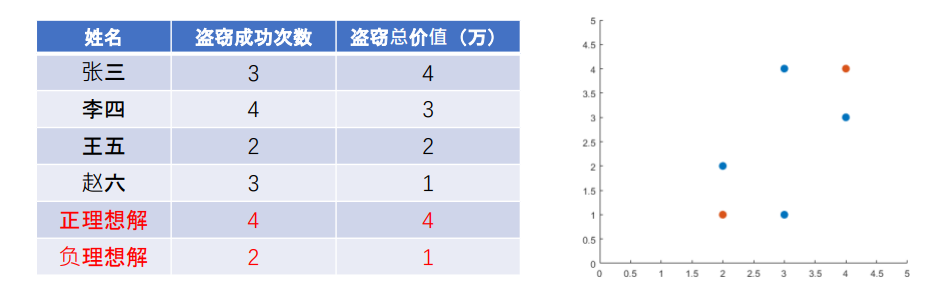 姓名 盗窃成功次数 盗窃总价值（万）
张三 3 4
李四 4 3
王五 2 2
赵六 3 1
正理想解 4 4
负理想解 2 1
5
4.5
4
3.5
3
2.5
2
1.5
1
0.5
0
0 0.5 1 1.5 2 2.5 3 3.5 4 4.5 5